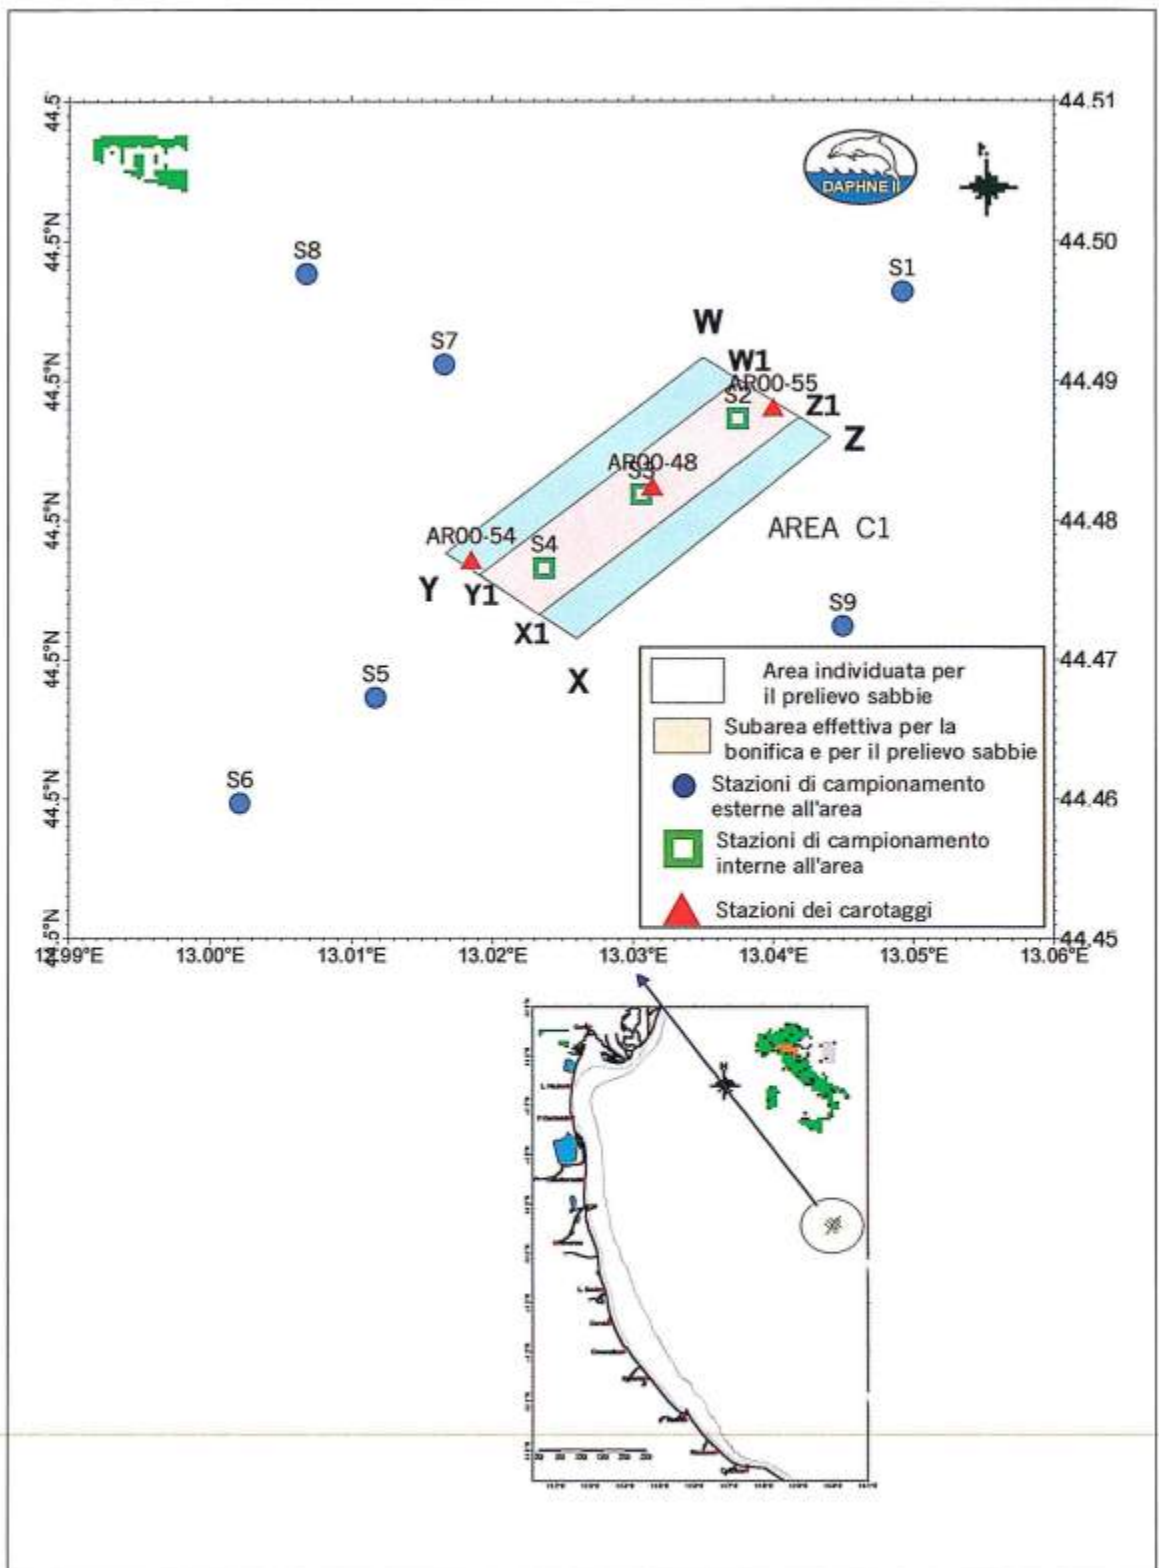 44.5
44.51
arpa
DAPHNE II
44.5°N
44.50
S8
S1
W
S7
W1
44.5°N
AR00-55
44.49
S2
Z1
Z
AR00-48
S3
AR00-54
44.5°N
AREA C1
44.48
S4
Y
Y1
X1
S9
44.5°N
44.47
X
S5
Area individuata per
il prelievo sabbie
Subarea effettiva per la
bonifica e per il prelievo sabbie
S6
44.5°N
44.46
Stazioni di campionamento
esterne all'area
Stazioni di campionamento
interne all'area
Stazioni dei carotaggi
44.5°N
44.45
12.99°E
13.00°E
13.01°E
13.02°E
13.03°E
13.04°E
13.05°E
13.06°E
N